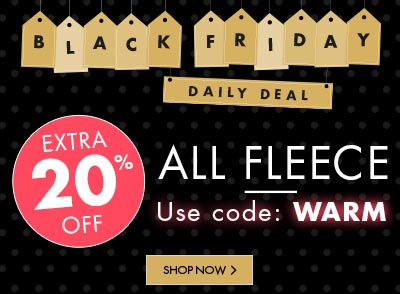 BLACK FRIDAY
DAILY DEAL
EXTRA
20%
OFF
ALL FLEECE
Use code: WARM
SHOP NOW >